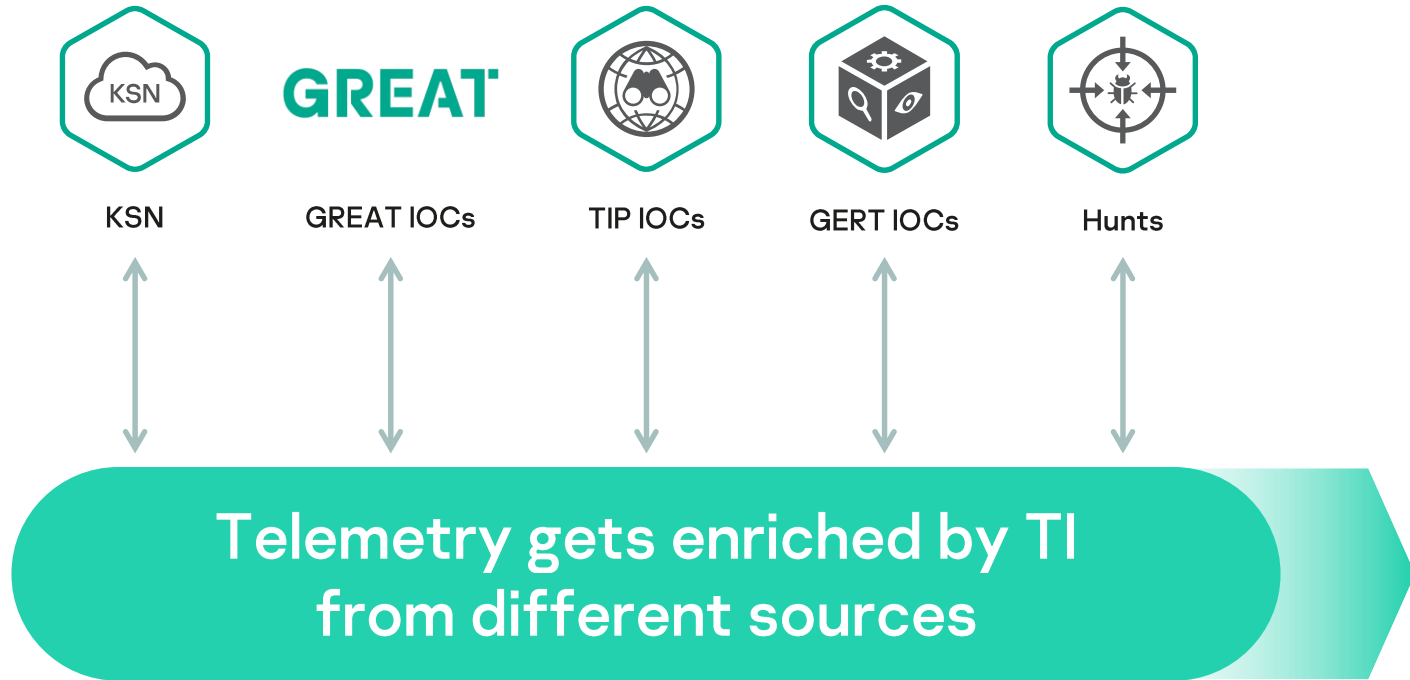 KSN
GREAT
KSN
GREAT IOCs
TIP IOCs
GERT IOCs
Hunts
Telemetry gets enriched by TI
from different sources